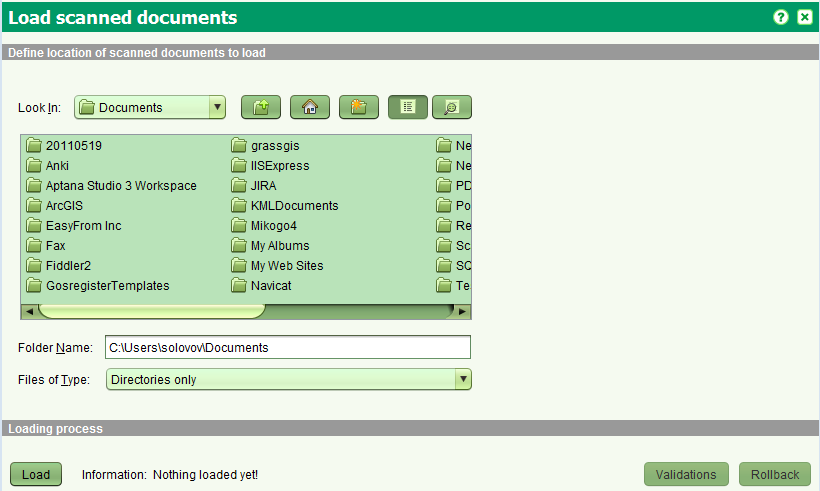 Load scanned documents
Define location of scanned documents to load
Look In: Documents
20110519
Anki
Aptana Studio 3 Workspace
ArcGIS
EasyFrom Inc
Fax
Fiddler2
GosregisterTemplates
grassgis
IISExpress
JIRA
KMLDocuments
Mikogo4
My Albums
My Web Sites
Navicat
Ne
Ne
PD
Po
Re
Sc
SQ
Te
Folder Name: C:\Users\solovov\Documents
Files of Type: Directories only
Loading process
Load Information: Nothing loaded yet! Validations Rollback